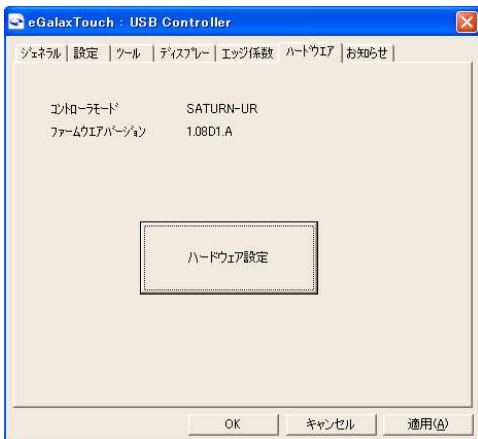 eGalaxTouch : USB Controller
ジェネラル 設定 ツール ディスプレー エッジ係数 ハードウエア お知らせ
コントローラモード SATURN-UR
ファームウエアバージョン 1.08D1.A
ハードウェア設定
OK キャンセル 適用(A)